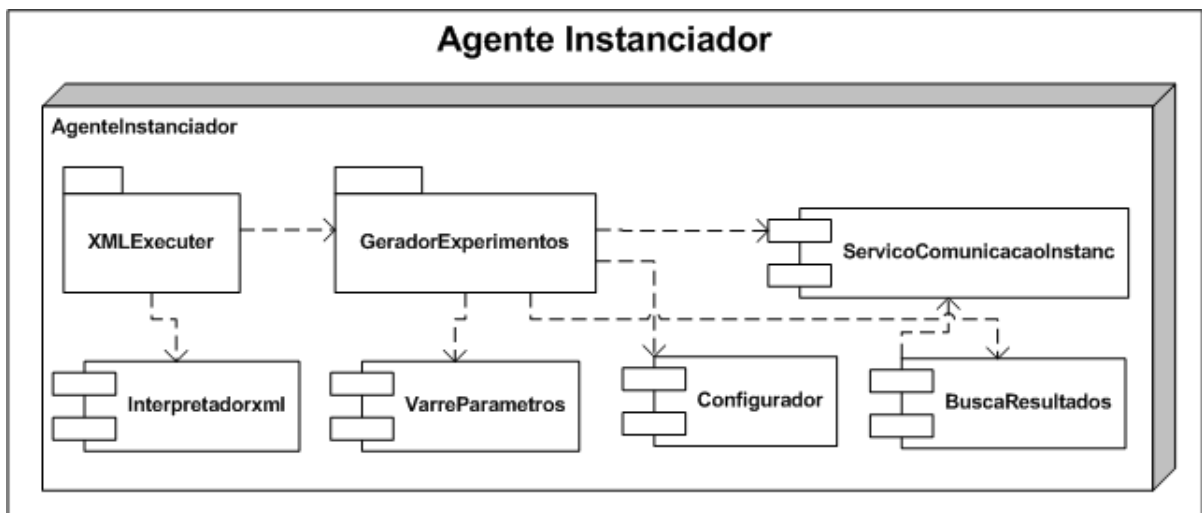 Agente Instanciador
AgenteInstanciador
XMLExecuter
GeradorExperimentos
ServicoComunicacaoInstanc
Interpretadorxml
VarreParametros
Configurador
BuscaResultados